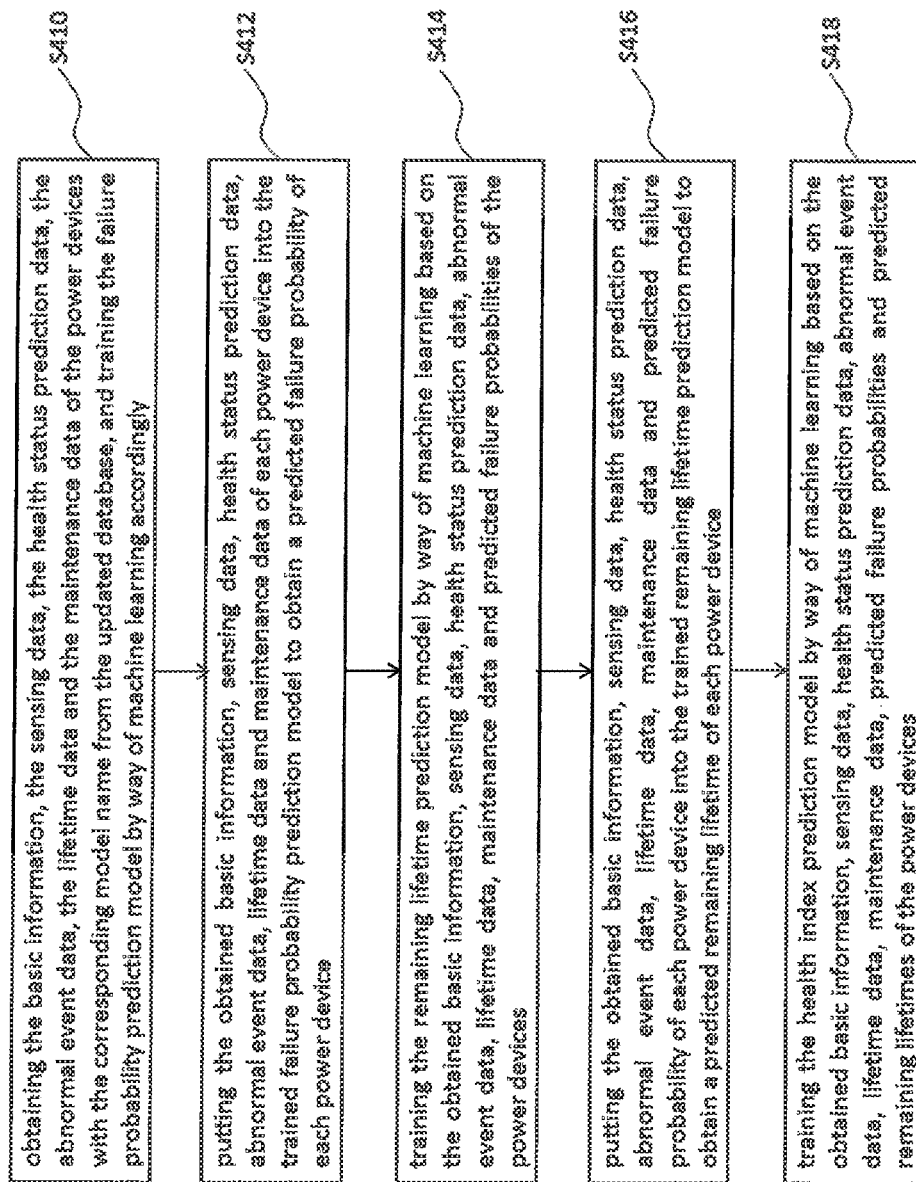 obtaining the basic information, the sensing data, the health status prediction data, the
abnormal event data, the lifetime data and the maintenance data of the power devices
with the corresponding model name from the updated database, and training the failure
probability prediction model by way of machine learning accordingly
S410
putting the obtained basic information, sensing data, health status prediction data,
abnormal event data, lifetime data and maintenance data of each power device into the
trained failure probability prediction model to obtain a predicted failure probability of
each power device
S412
training the remaining lifetime prediction model by way of machine learning based on
the obtained basic information, sensing data, health status prediction data, abnormal
event data, lifetime data, maintenance data and predicted failure probabilities of the
power devices
S414
putting the obtained basic information, sensing data, health status prediction data,
abnormal event data, lifetime data, maintenance data and predicted failure
probability of each power device into the trained remaining lifetime prediction model to
obtain a predicted remaining lifetime of each power device
S416
training the health index prediction model by way of machine learning based on the
obtained basic information, sensing data, health status prediction data, abnormal event
data, lifetime data, maintenance data, predicted failure probabilities and predicted
remaining lifetimes of the power devices
S418